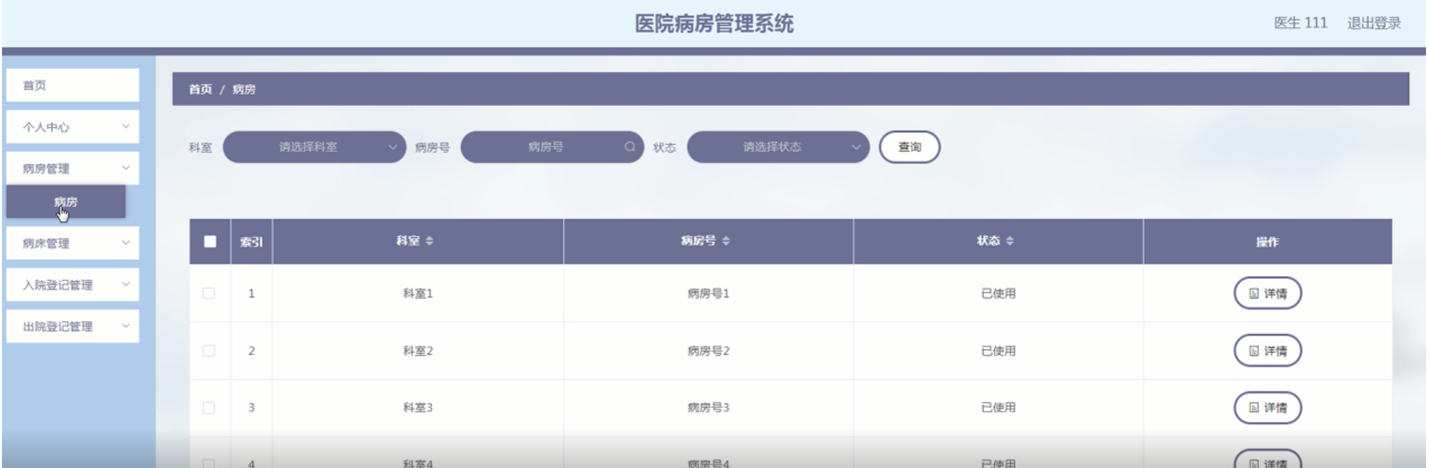 医院病房管理系统
医生 111 退出登录
首页
个人中心
病房管理
病房
病床管理
入院登记管理
出院登记管理
首页 / 病房
科室 请选择科室 病房号 病房号 状态 请选择状态 查询
索引 科室 病房号 状态 操作
1 科室1 病房号1 已使用 详情
2 科室2 病房号2 已使用 详情
3 科室3 病房号3 已使用 详情
4 科室4 病房号4 已使用 详情